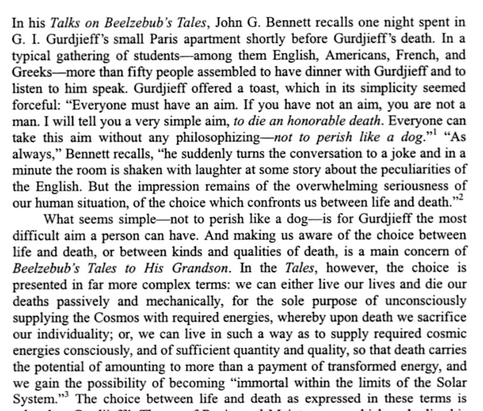 In his Talks on Beelzebub's Tales, John G. Bennett recalls one night spent in
G. I. Gurdjieff's small Paris apartment shortly before Gurdjieff's death. In a
typical gathering of students—among them English, Americans, French, and
Greeks—more than fifty people assembled to have dinner with Gurdjieff and to
listen to him speak. Gurdjieff offered a toast, which in its simplicity seemed
forceful: "Everyone must have an aim. If you have not an aim, you are not a
man. I will tell you a very simple aim, to die an honorable death. Everyone can
take this aim without any philosophizing—not to perish like a dog."1 "As
always," Bennett recalls, "he suddenly turns the conversation to a joke and in a
minute the room is shaken with laughter at some story about the peculiarities of
the English. But the impression remains of the overwhelming seriousness of
our human situation, of the choice which confronts us between life and death."2
What seems simple—not to perish like a dog—is for Gurdjieff the most
difficult aim a person can have. And making us aware of the choice between
life and death, or between kinds and qualities of death, is a main concern of
Beelzebub's Tales to His Grandson. In the Tales, however, the choice is
presented in far more complex terms: we can either live our lives and die our
deaths passively and mechanically, for the sole purpose of unconsciously
supplying the Cosmos with required energies, whereby upon death we sacrifice
our individuality; or, we can live in such a way as to supply required cosmic
energies consciously, and of sufficient quantity and quality, so that death carries
the potential of amounting to more than a payment of transformed energy, and
we gain the possibility of becoming "immortal within the limits of the Solar
System."3 The choice between life and death as expressed in these terms is